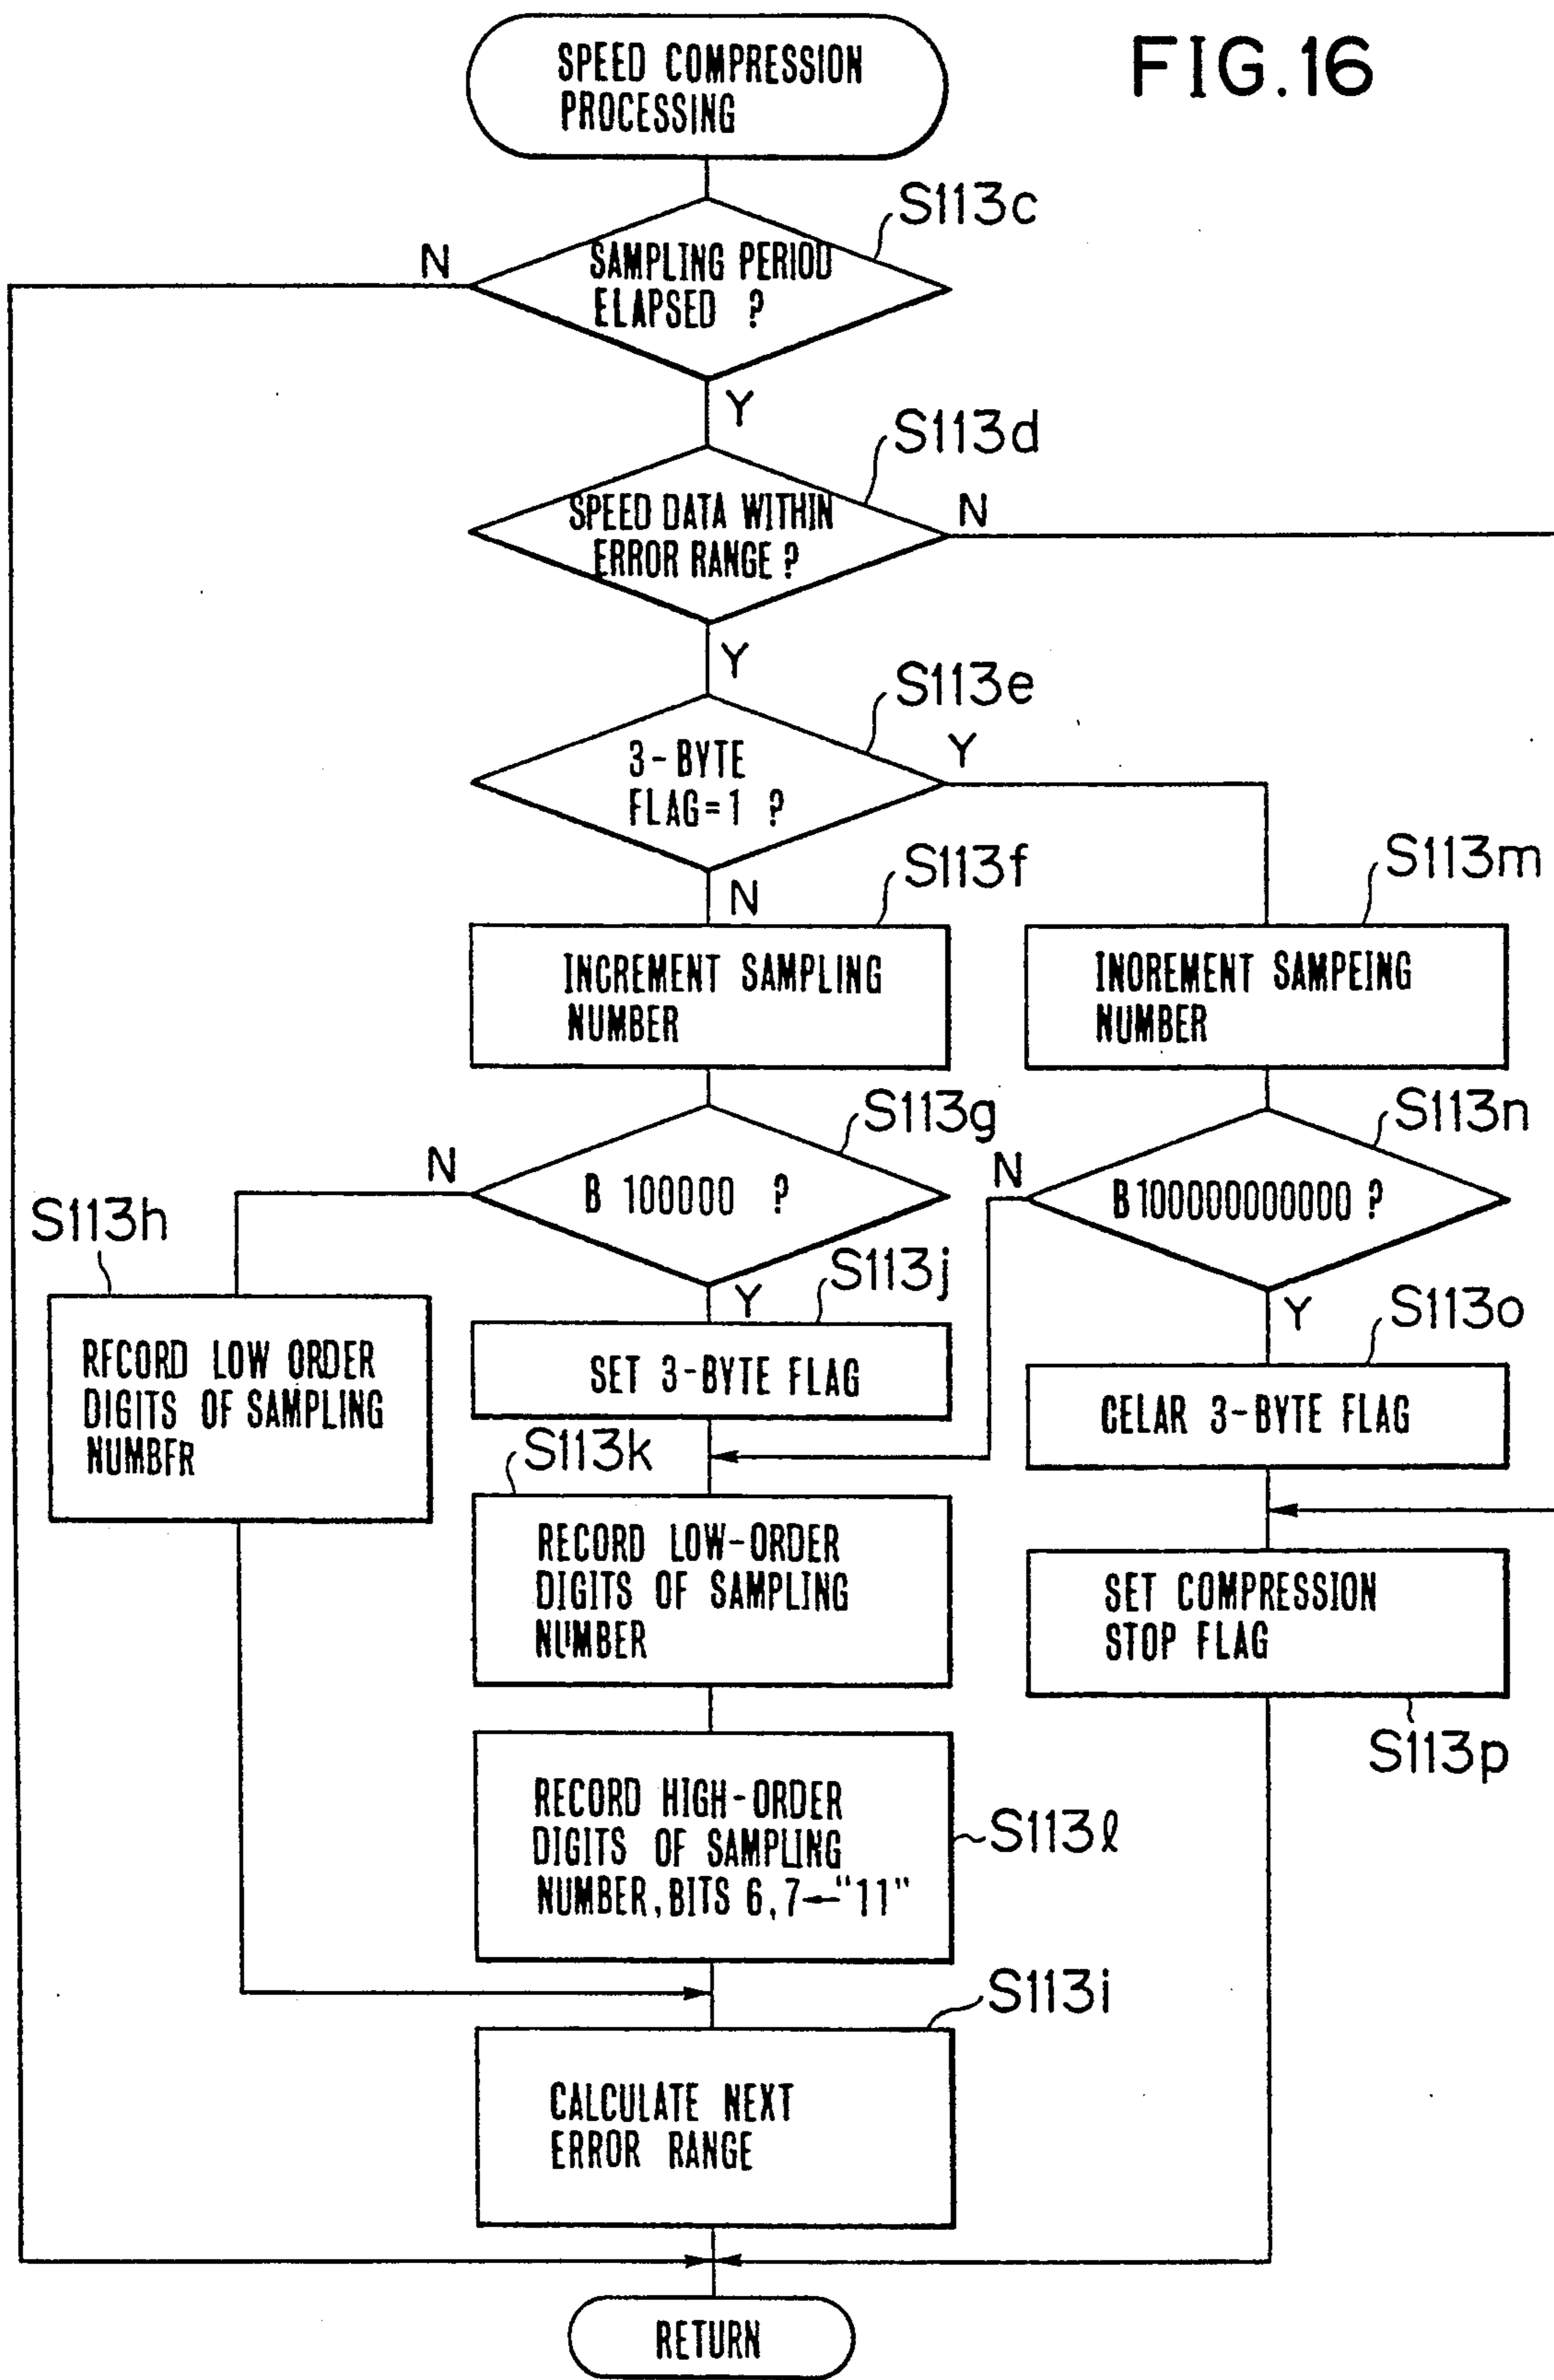 FIG.16
SPEED COMPRESSION
PROCESSING
S113c
N
SAMPLING PERIOD
ELAPSED ?
Y
S113d
SPEED DATA WITHIN
ERROR RANGE ?
N
Y
S113e
3-BYTE
FLAG=1 ?
Y
S113f
N
S113m
INCREMENT SAMPLING
NUMBER
INOREMENT SAMPEING
NUMBER
S113g
S113n
N
B 100000 ?
N
B100000000000 ?
S113h
S113j
Y
S113o
Y
RFCORD LOW ORDER
DIGITS OF SAMPLING
NUMBFR
SET 3-BYTE FLAG
CELAR 3-BYTE FLAG
S113k
RECORD LOW-ORDER
DIGITS OF SAMPLING
NUMBER
SET COMPRESSION
STOP FLAG
S113p
RECORD HIGH-ORDER
DIGITS OF SAMPLING
NUMBER, BITS 6,7←"11"
S113ℓ
S113i
CALCULATE NEXT
ERROR RANGE
RETURN